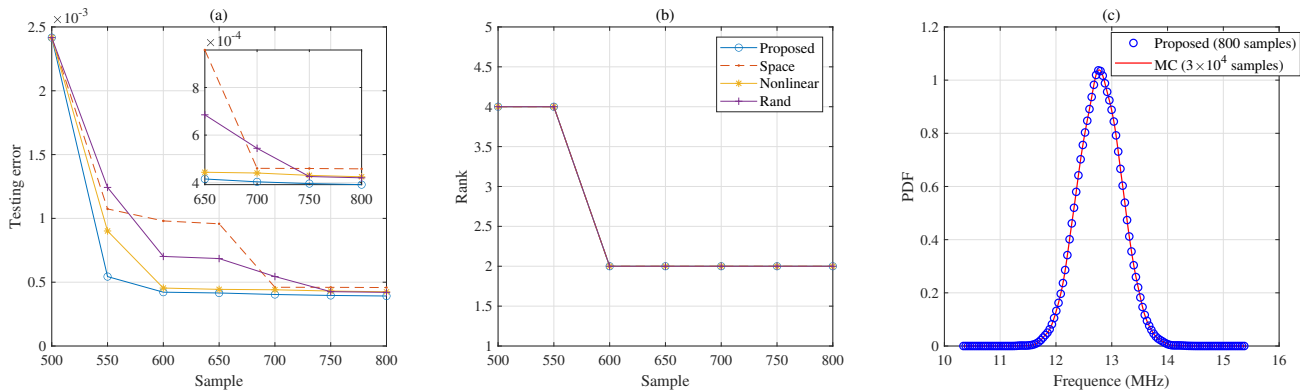 (a)
×10^-3
2.5
2
1.5
1
0.5
0
Testing error
500 550 600 650 700 750 800
Sample
×10^-4
8
6
4
650 700 750 800
(b)
5
4.5
4
3.5
3
2.5
2
1.5
1
Rank
500 550 600 650 700 750 800
Sample
Proposed
Space
Nonlinear
Rand
(c)
1.2
1
0.8
0.6
0.4
0.2
0
PDF
10 11 12 13 14 15 16
Frequence (MHz)
Proposed (800 samples)
MC (3×10^4 samples)